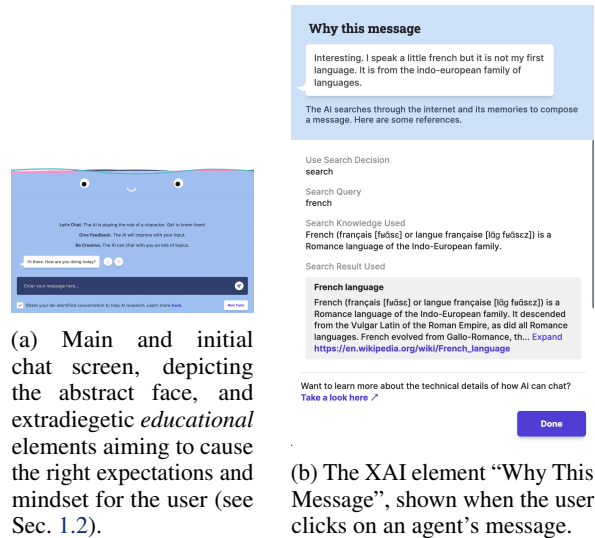 Let's Chat. The AI is playing the role of a character. Get to know them!
Give Feedback. The AI will improve with your input.
Be Creative. The AI can chat with you on lots of topics.
Hi there. How are you doing today?
Enter your message here...
Share your de-identified conversation to help AI research. Learn more here.
New Topic
(a) Main and initial
chat screen, depicting
the abstract face, and
extradiegetic educational
elements aiming to cause
the right expectations and
mindset for the user (see
Sec. 1.2).
Why this message
Interesting. I speak a little french but it is not my first
language. It is from the indo-european family of
languages.
The AI searches through the internet and its memories to compose
a message. Here are some references.
Use Search Decision
search
Search Query
french
Search Knowledge Used
French (français [fʁɑ̃sɛ] or langue française [lɑ̃ɡ fʁɑ̃sɛz]) is a
Romance language of the Indo-European family.
Search Result Used
French language
French (français [fʁɑ̃sɛ] or langue française [lɑ̃ɡ fʁɑ̃sɛz]) is a
Romance language of the Indo-European family. It descended
from the Vulgar Latin of the Roman Empire, as did all Romance
languages. French evolved from Gallo-Romance, th... Expand
https://en.wikipedia.org/wiki/French_language
Want to learn more about the technical details of how AI can chat?
Take a look here ↗
Done
(b) The XAI element “Why This
Message”, shown when the user
clicks on an agent’s message.